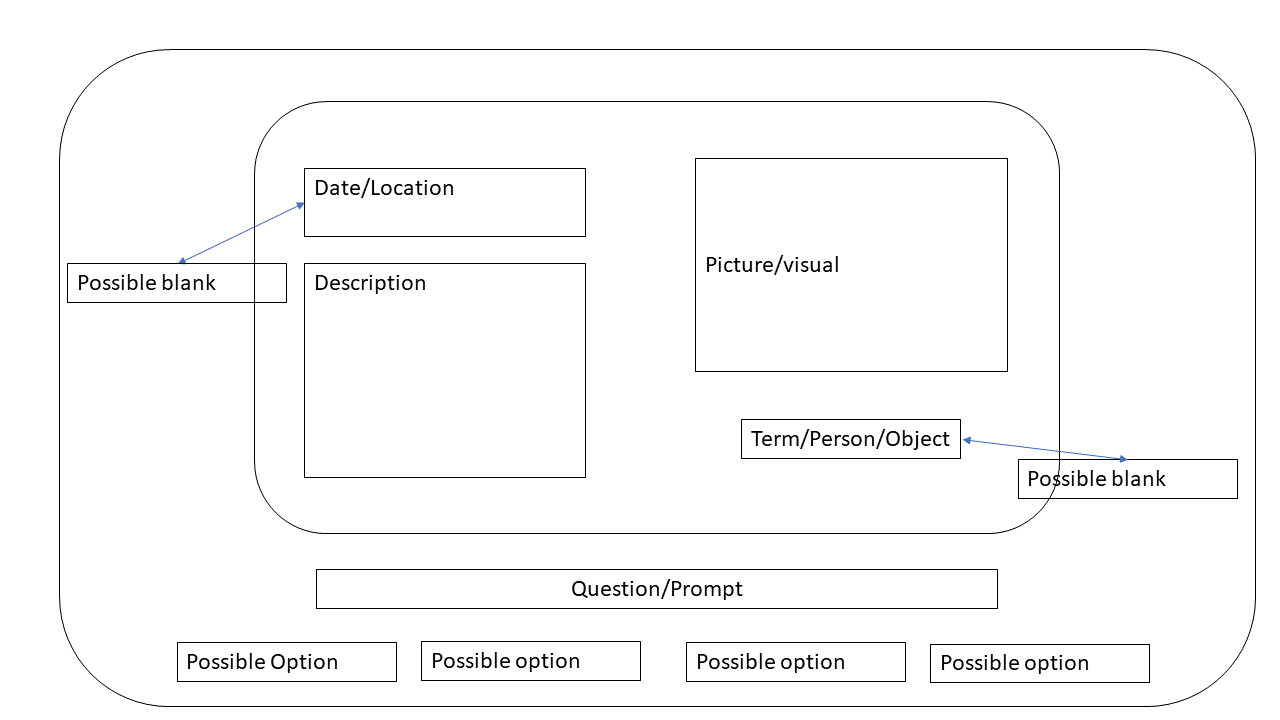 Date/Location
Picture/visual
Possible blank
Description
Term/Person/Object
Possible blank
Question/Prompt
Possible Option
Possible option
Possible option
Possible option